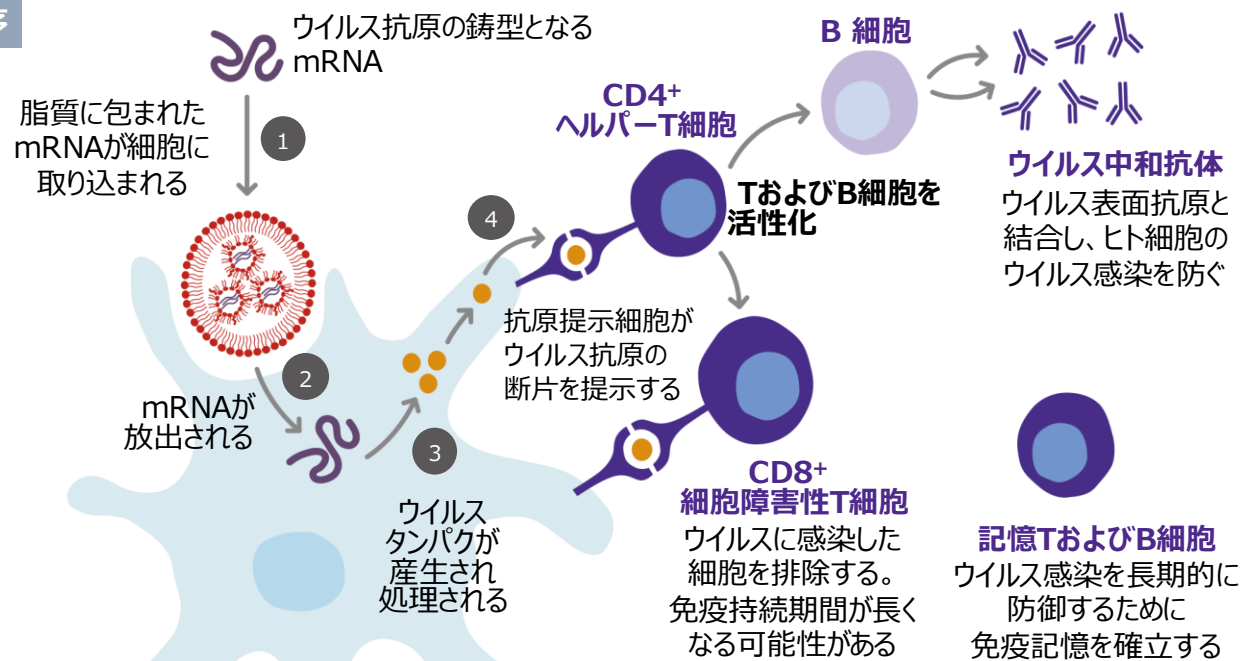 ウイルス抗原の鋳型となる
mRNA
脂質に包まれた
mRNAが細胞に
取り込まれる
1
2
mRNAが
放出される
3
ウイルス
タンパクが
産生され
処理される
4
抗原提示細胞が
ウイルス抗原の
断片を提示する
CD4+
ヘルパーT細胞
TおよびB細胞を
活性化
B 細胞
ウイルス中和抗体
ウイルス表面抗原と
結合し、ヒト細胞の
ウイルス感染を防ぐ
CD8+
細胞障害性T細胞
ウイルスに感染した
細胞を排除する。
免疫持続期間が長く
なる可能性がある
記憶TおよびB細胞
ウイルス感染を長期的に
防御するために
免疫記憶を確立する